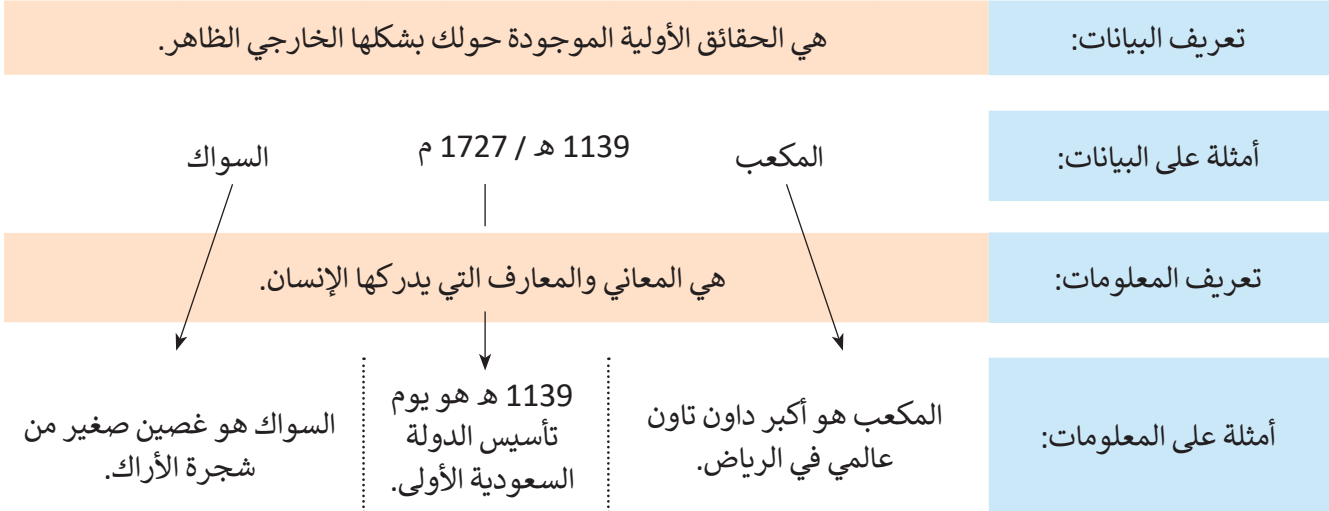 تعريف البيانات:
هي الحقائق الأولية الموجودة حولك بشكلها الخارجي الظاهر.
أمثلة على البيانات:
المكعب
1139 هـ / 1727 م
السواك
تعريف المعلومات:
هي المعاني والمعارف التي يدركها الإنسان.
أمثلة على المعلومات:
المكعب هو أكبر داون تاون
عالمي في الرياض.
1139 هـ هو يوم
تأسيس الدولة
السعودية الأولى.
السواك هو غصين صغير من
شجرة الأراك.